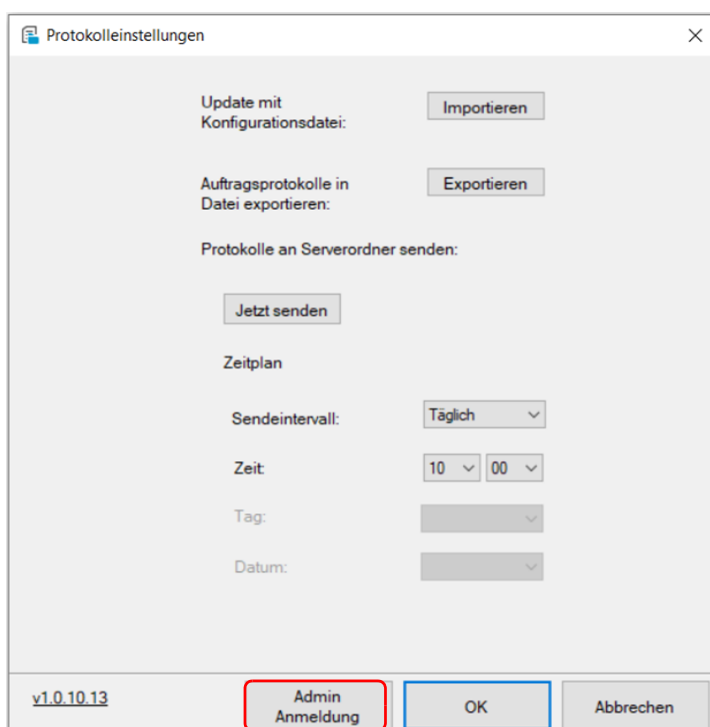 Protokolleinstellungen
Update mit
Konfigurationsdatei:
Importieren
Auftragsprotokolle in
Datei exportieren:
Exportieren
Protokolle an Serverordner senden:
Jetzt senden
Zeitplan
Sendeintervall:
Täglich
Zeit:
10 00
Tag:
Datum:
v1.0.10.13
Admin
Anmeldung
OK
Abbrechen